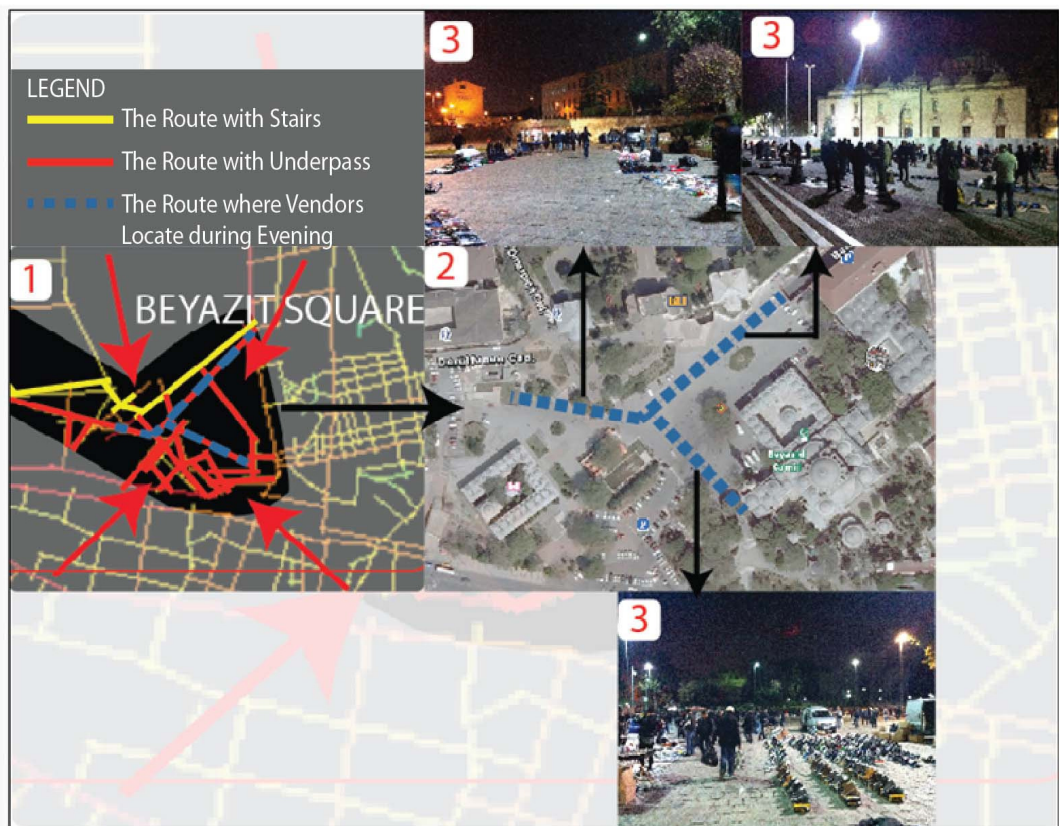 LEGEND
The Route with Stairs
The Route with Underpass
The Route where Vendors
Locate during Evening
3
3
1
BEYAZIT SQUARE
2
3